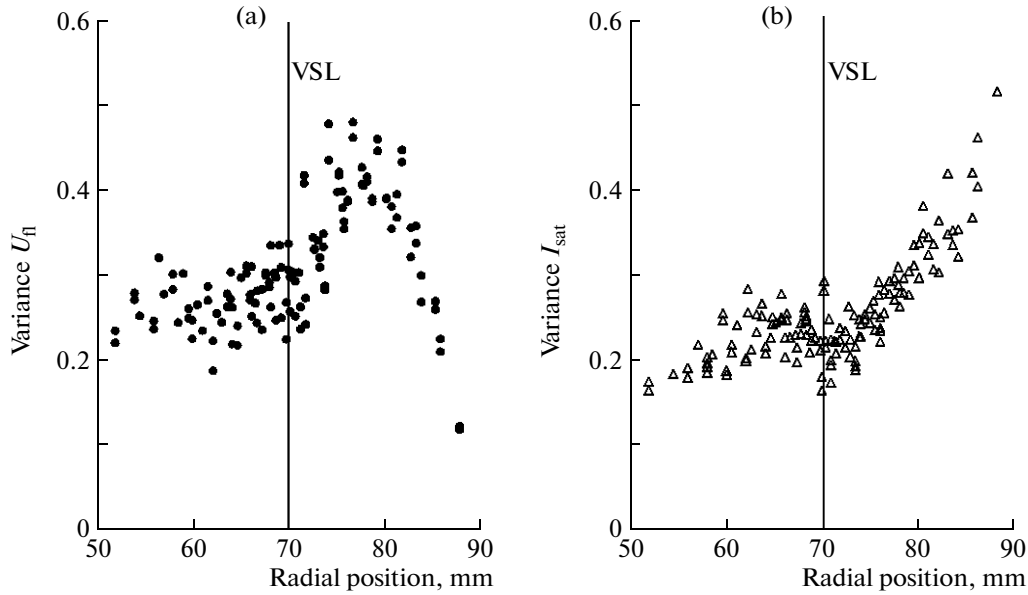 (a)
0.6
VSL
0.4
Variance U_fl
0.2
0
50 60 70 80 90
Radial position, mm
(b)
0.6
VSL
0.4
Variance I_sat
0.2
0
50 60 70 80 90
Radial position, mm